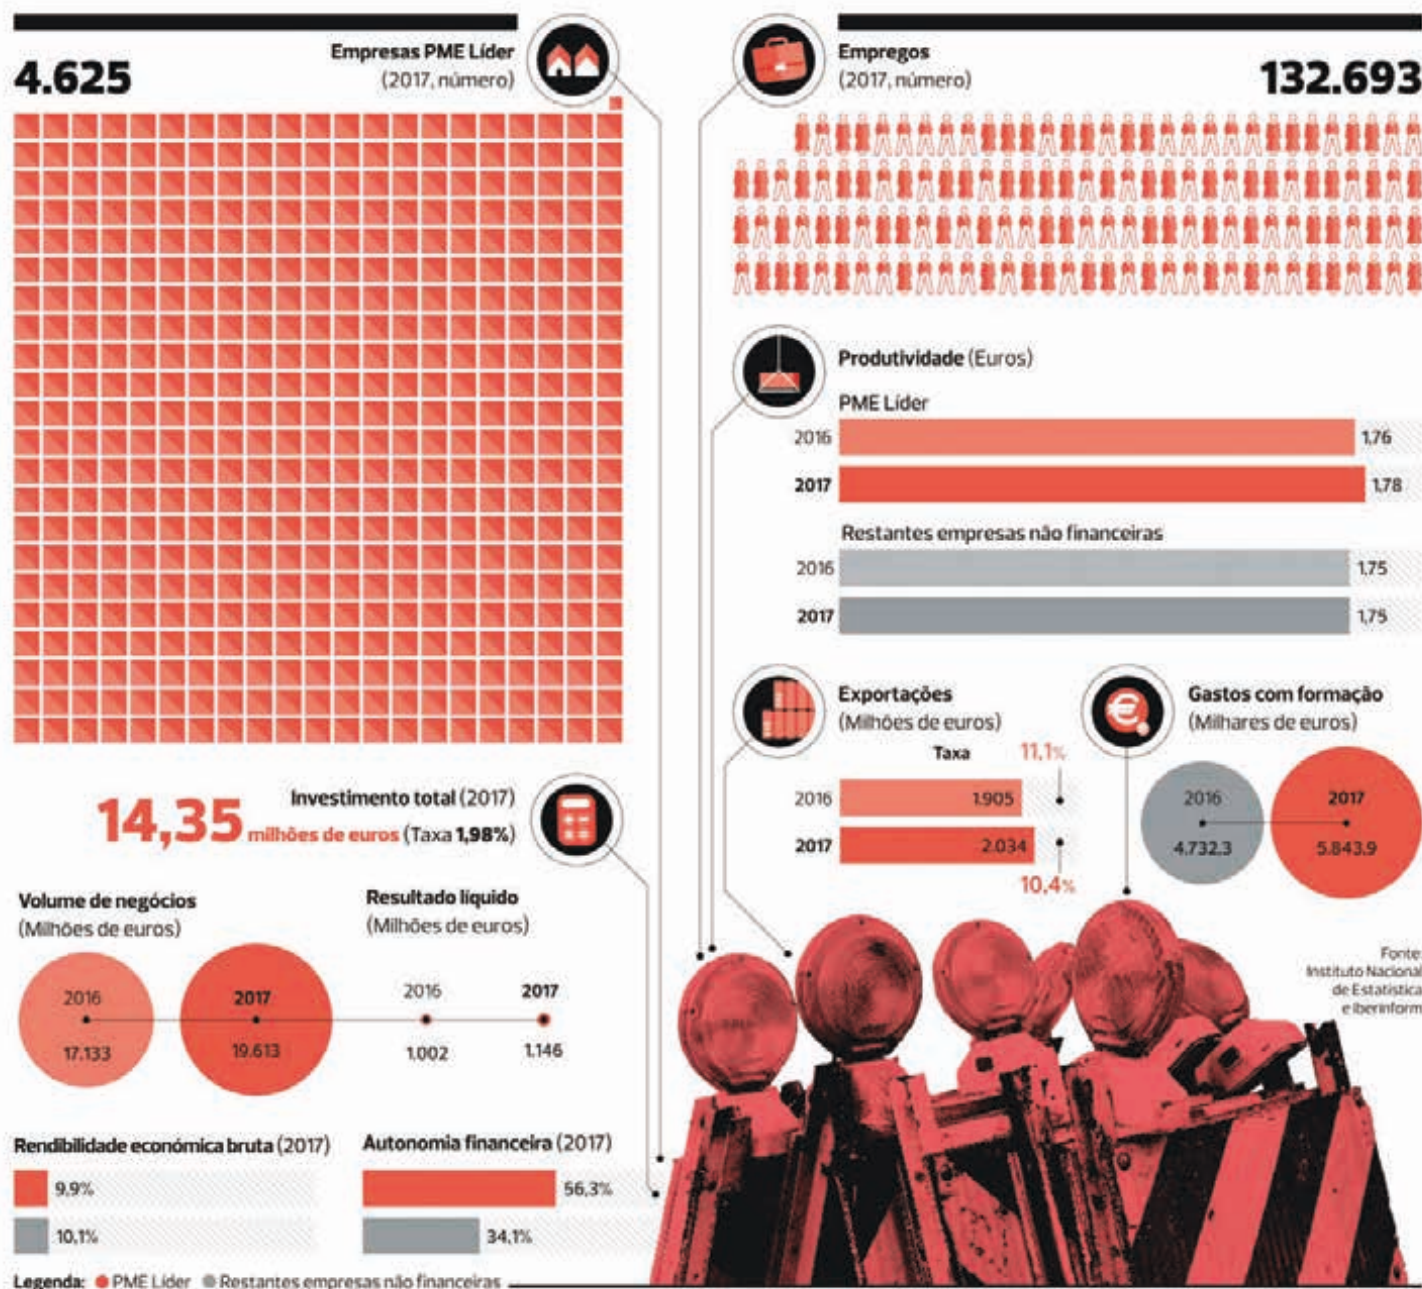 Empresas PME Líder
(2017, número)
4.625
Empregos
(2017, número)
132.693
Produtividade (Euros)
PME Líder
2016
1,76
2017
1,78
Restantes empresas não financeiras
2016
1,75
2017
1,75
Exportações
(Milhões de euros)
Taxa
11,1%
2016
1.905
2017
2.034
10,4%
Gastos com formação
(Milhares de euros)
2016
4.732,3
2017
5.843,9
Investimento total (2017)
14,35 milhões de euros (Taxa 1,98%)
Volume de negócios
(Milhões de euros)
2016
17.133
2017
19.613
Resultado líquido
(Milhões de euros)
2016
1.002
2017
1.146
Rendibilidade económica bruta (2017)
9,9%
10,1%
Autonomia financeira (2017)
56,3%
34,1%
Legenda: PME Líder Restantes empresas não financeiras
Fonte:
Instituto Nacional
de Estatística
e Iberinform